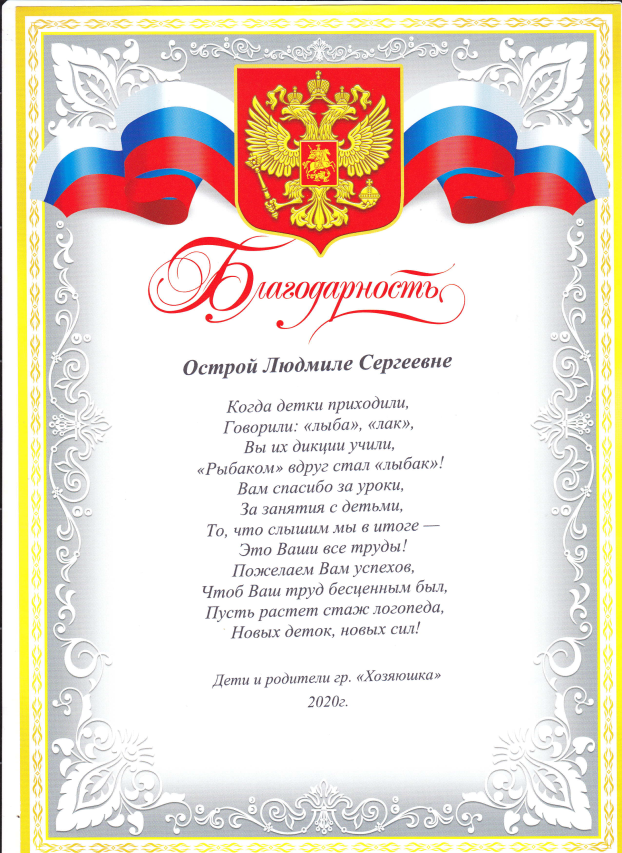 Благодарность
Острой Людмиле Сергеевне
Когда детки приходили,
Говорили: «лыба», «лак»,
Вы их дикции учили,
«Рыбаком» вдруг стал «лыбак»!
Вам спасибо за уроки,
За занятия с детьми,
То, что слышим мы в итоге —
Это Ваши все труды!
Пожелаем Вам успехов,
Чтоб Ваш труд бесценным был,
Пусть растет стаж логопеда,
Новых деток, новых сил!
Дети и родители гр. «Хозяюшка»
2020г.